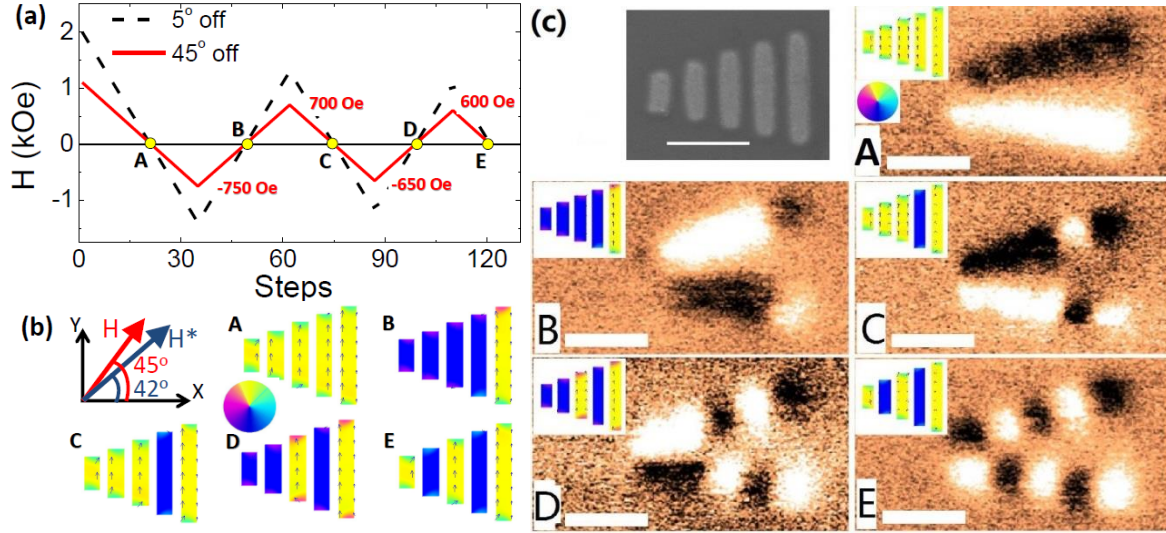 (a)
5° off
45° off
H (kOe)
2
1
0
-1
700 Oe
600 Oe
-750 Oe
-650 Oe
A
B
C
D
E
0
30
60
90
120
Steps
(b)
Y
H
H*
45°
42°
X
A
B
C
D
E
(c)
A
B
C
D
E